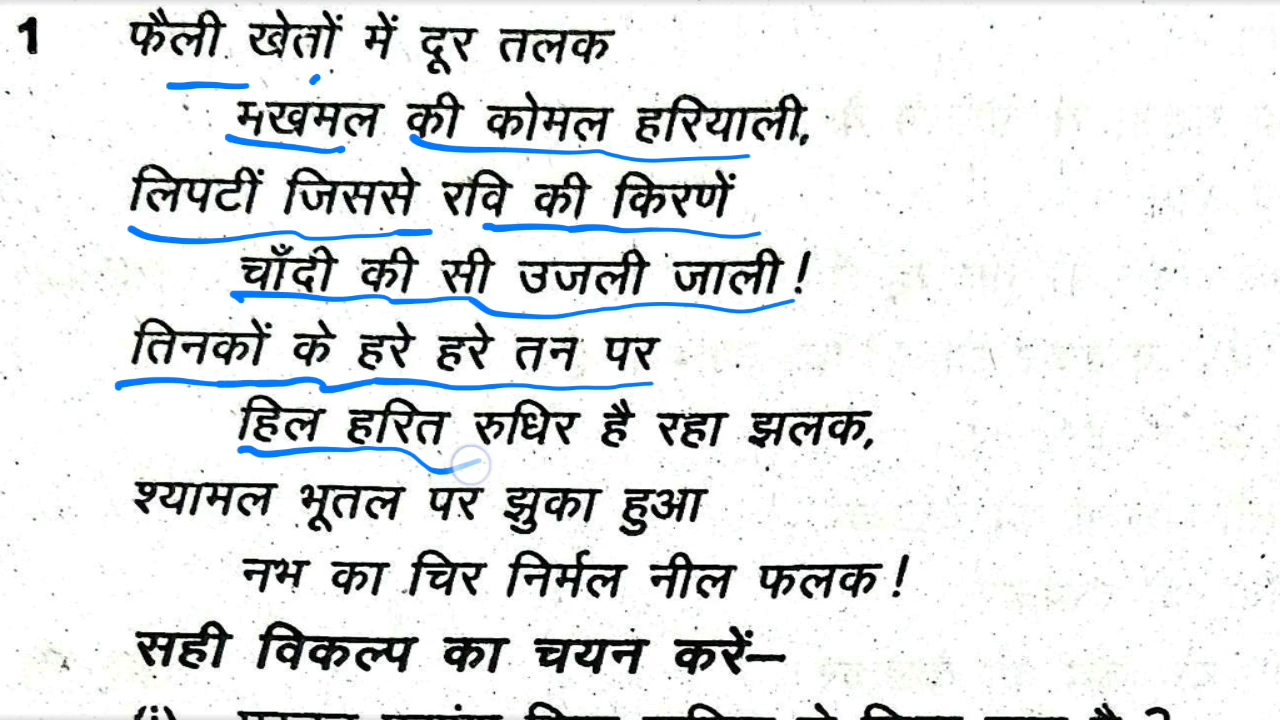 1 फैली खेतों में दूर तलक
मखमल की कोमल हरियाली,
लिपटीं जिससे रवि की किरणें
चाँदी की सी उजली जाली!
तिनकों के हरे हरे तन पर
हिल हरित रुधिर है रहा झलक,
श्यामल भूतल पर झुका हुआ
नभ का चिर निर्मल नील फलक!
सही विकल्प का चयन करें–